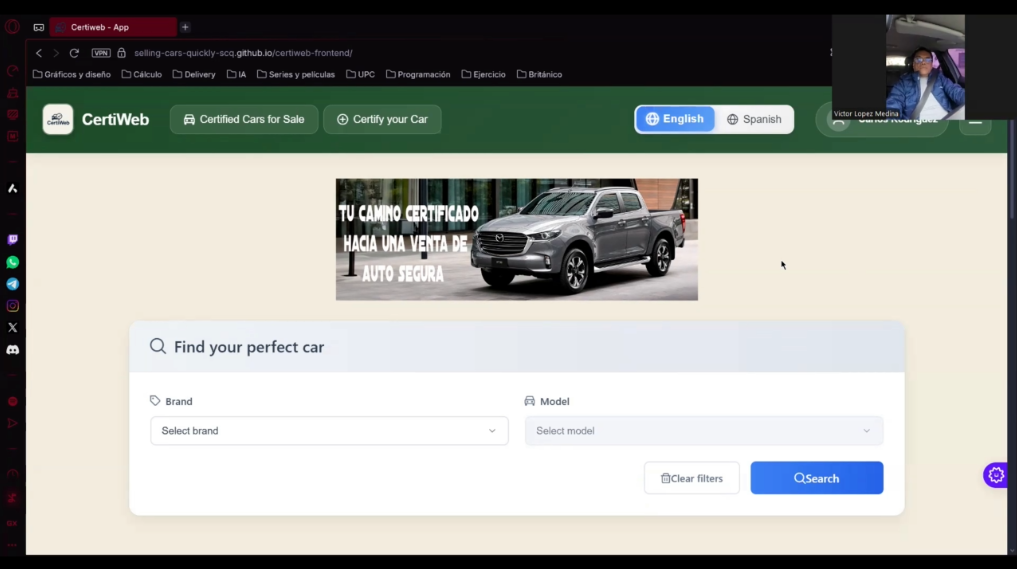 Certiweb - App
VPN
selling-cars-quickly-scq.github.io/certiweb-frontend/
Gráficos y diseño
Cálculo
Delivery
IA
Series y peliculas
UPC
Programación
Ejercicio
Británico
Victor Lopez Medina
CertiWeb
CertiWeb
Certified Cars for Sale
Certify your Car
English
Spanish
Carlos Rodriguez
TU CAMINO CERTIFICADO
HACIA UNA VENTA DE
AUTO SEGURA
Find your perfect car
Brand
Model
Select brand
Select model
Clear filters
Search
GX